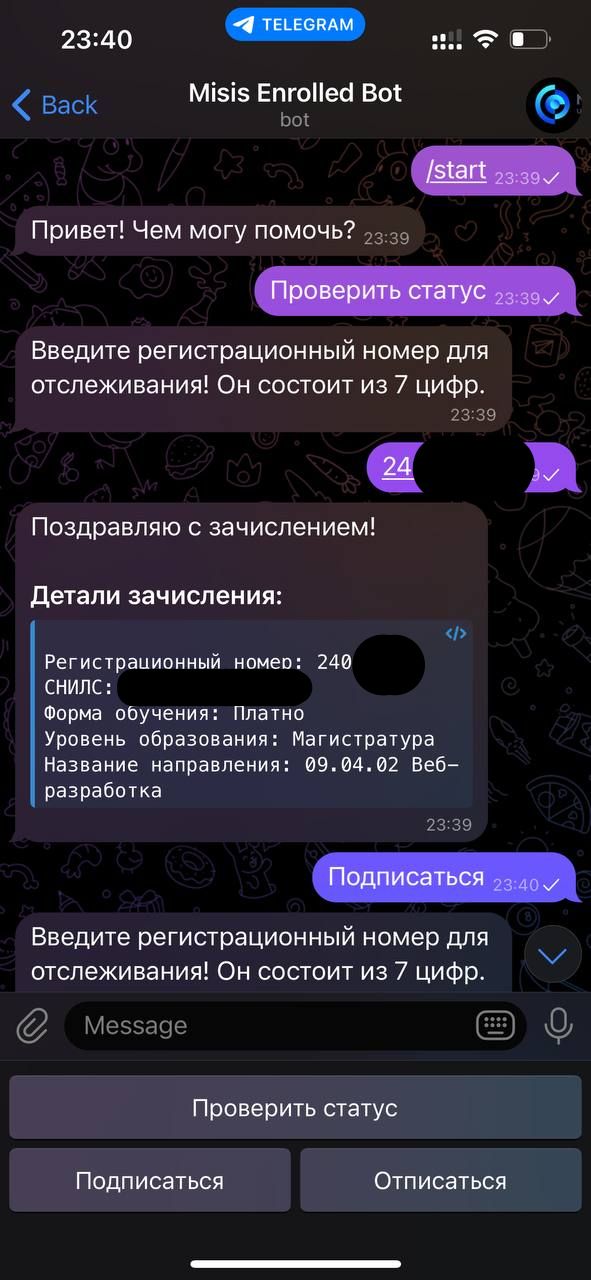 23:40
TELEGRAM
Back
Misis Enrolled Bot
bot
/start 23:39
Привет! Чем могу помочь? 23:39
Проверить статус 23:39
Введите регистрационный номер для
отслеживания! Он состоит из 7 цифр.
23:39
24
Поздравляю с зачислением!
Детали зачисления:
</>
Регистрационный номер: 240
СНИЛС:
Форма обучения: Платно
Уровень образования: Магистратура
Название направления: 09.04.02 Веб-
разработка
23:39
Подписаться 23:40
Введите регистрационный номер для
отслеживания! Он состоит из 7 цифр.
Message
Проверить статус
Подписаться
Отписаться